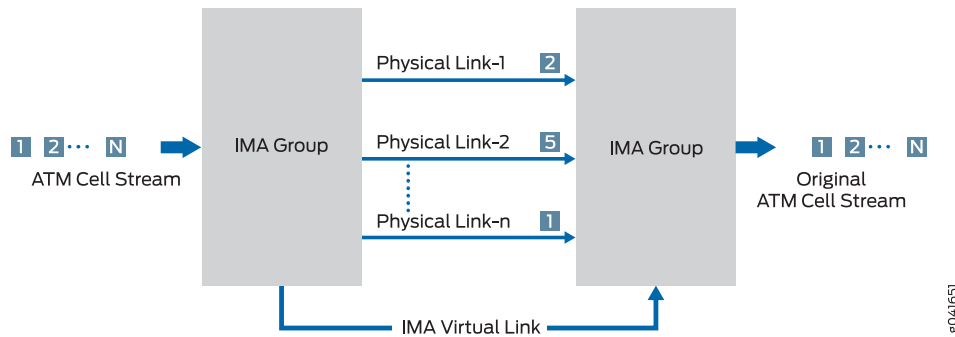 Physical Link-1 2
1 2... N
IMA Group
Physical Link-2 5
IMA Group
1 2... N
ATM Cell Stream
Original
ATM Cell Stream
Physical Link-n 1
IMA Virtual Link
g041651